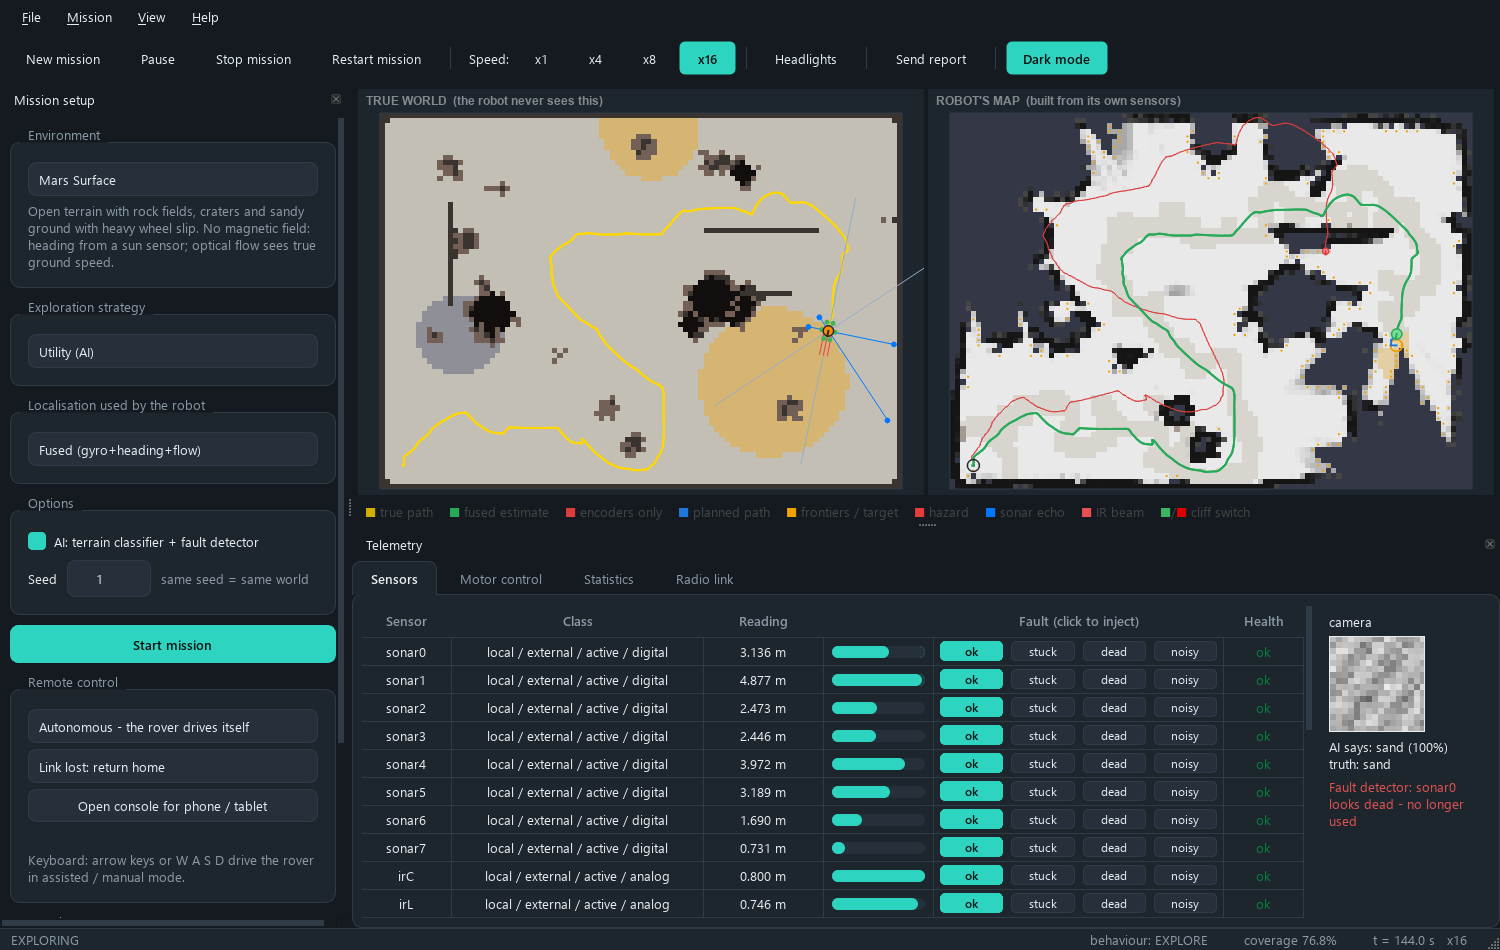 File Mission View Help
New mission Pause Stop mission Restart mission Speed: x1 x4 x8 x16 Headlights Send report Dark mode
Mission setup
Environment
Mars Surface
Open terrain with rock fields, craters and sandy
ground with heavy wheel slip. No magnetic field:
heading from a sun sensor; optical flow sees true
ground speed.
Exploration strategy
Utility (AI)
Localisation used by the robot
Fused (gyro+heading+flow)
Options
AI: terrain classifier + fault detector
Seed 1 same seed = same world
Start mission
Remote control
Autonomous - the rover drives itself
Link lost: return home
Open console for phone / tablet
Keyboard: arrow keys or W A S D drive the rover
in assisted / manual mode.
TRUE WORLD (the robot never sees this)
ROBOT'S MAP (built from its own sensors)
true path fused estimate encoders only planned path frontiers / target hazard sonar echo IR beam / cliff switch
Telemetry
Sensors Motor control Statistics Radio link
Sensor Class Reading Fault (click to inject) Health
sonar0 local / external / active / digital 3.136 m ok stuck dead noisy ok
sonar1 local / external / active / digital 4.877 m ok stuck dead noisy ok
sonar2 local / external / active / digital 2.473 m ok stuck dead noisy ok
sonar3 local / external / active / digital 2.446 m ok stuck dead noisy ok
sonar4 local / external / active / digital 3.972 m ok stuck dead noisy ok
sonar5 local / external / active / digital 3.189 m ok stuck dead noisy ok
sonar6 local / external / active / digital 1.690 m ok stuck dead noisy ok
sonar7 local / external / active / digital 0.731 m ok stuck dead noisy ok
irC local / external / active / analog 0.800 m ok stuck dead noisy ok
irL local / external / active / analog 0.746 m ok stuck dead noisy ok
camera
AI says: sand (100%)
truth: sand
Fault detector: sonar0
looks dead - no longer
used
EXPLORING behaviour: EXPLORE coverage 76.8% t = 144.0 s x16